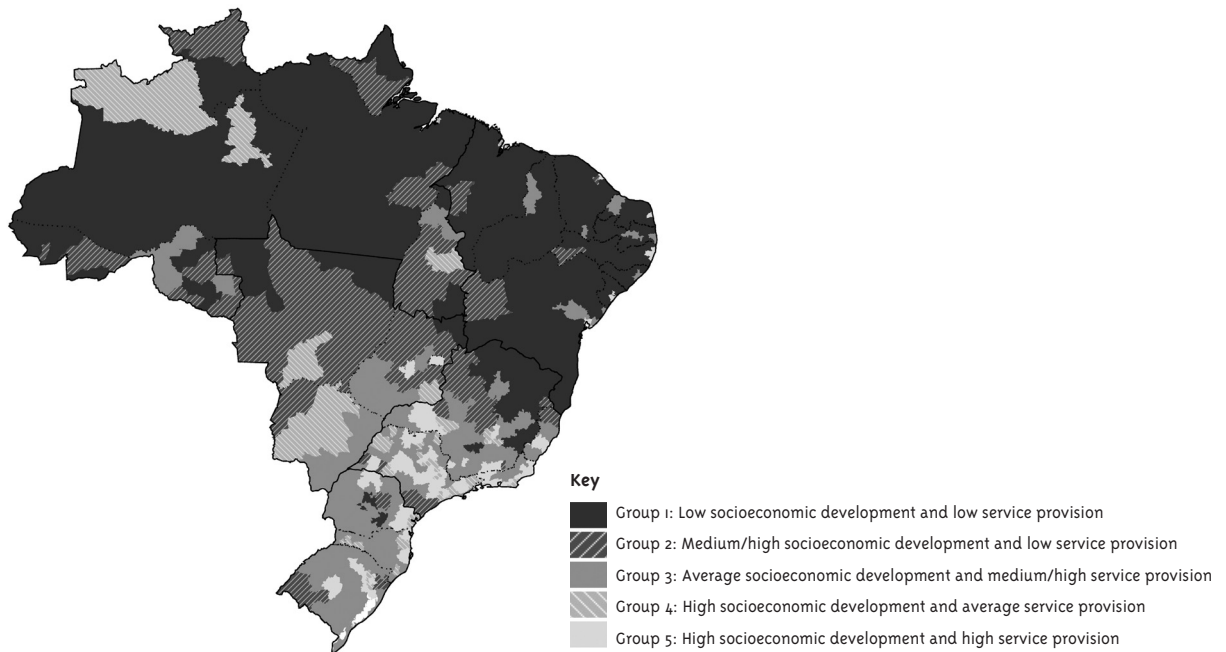 Key
Group 1: Low socioeconomic development and low service provision
Group 2: Medium/high socioeconomic development and low service provision
Group 3: Average socioeconomic development and medium/high service provision
Group 4: High socioeconomic development and average service provision
Group 5: High socioeconomic development and high service provision